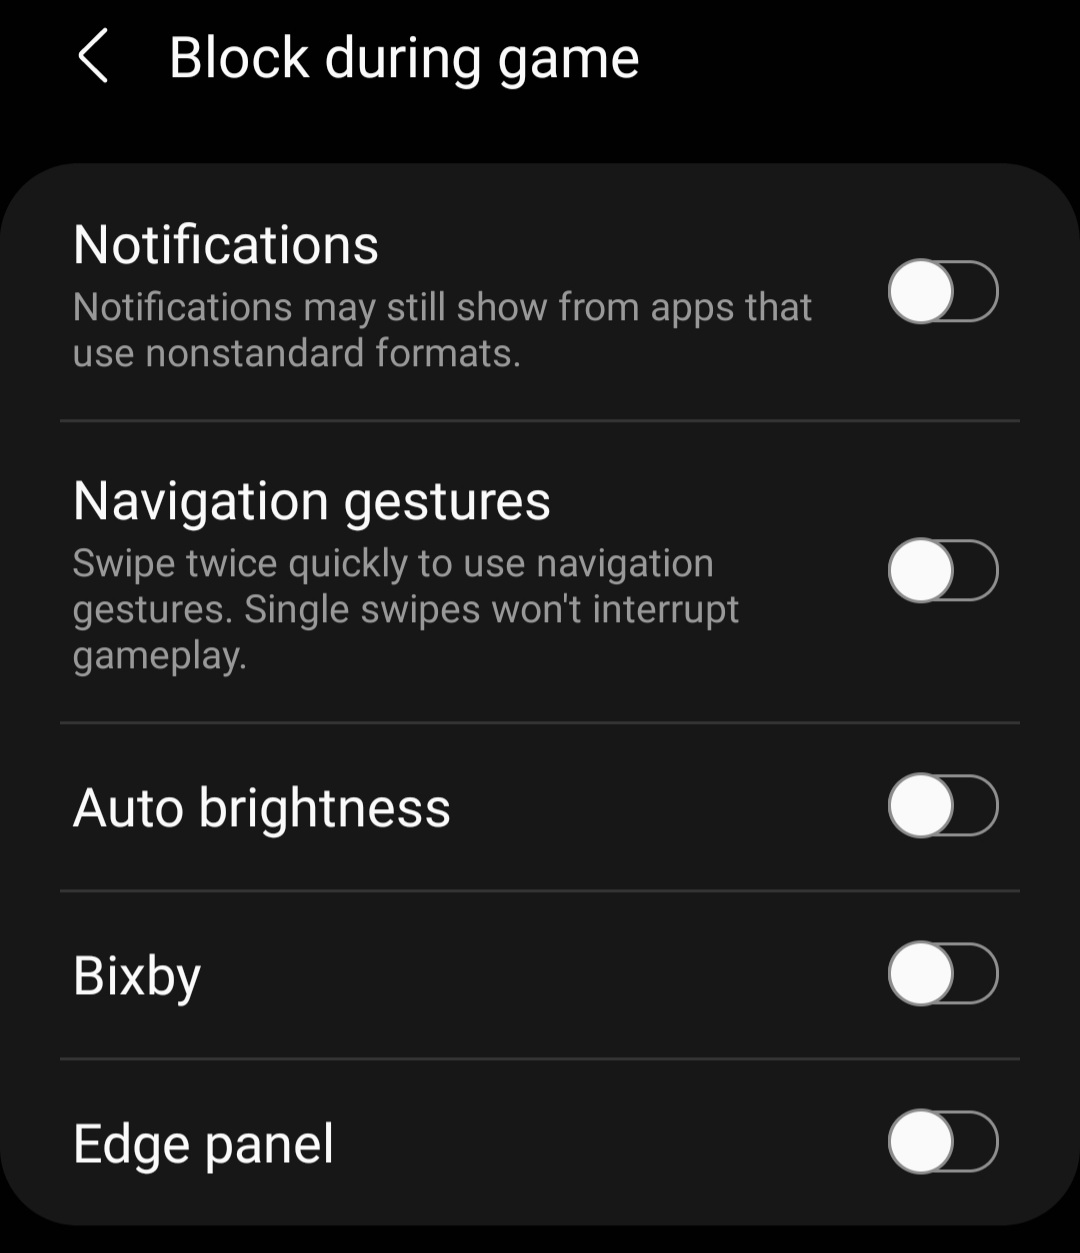 Block during game
Notifications
Notifications may still show from apps that
use nonstandard formats.
Navigation gestures
Swipe twice quickly to use navigation
gestures. Single swipes won't interrupt
gameplay.
Auto brightness
Bixby
Edge panel